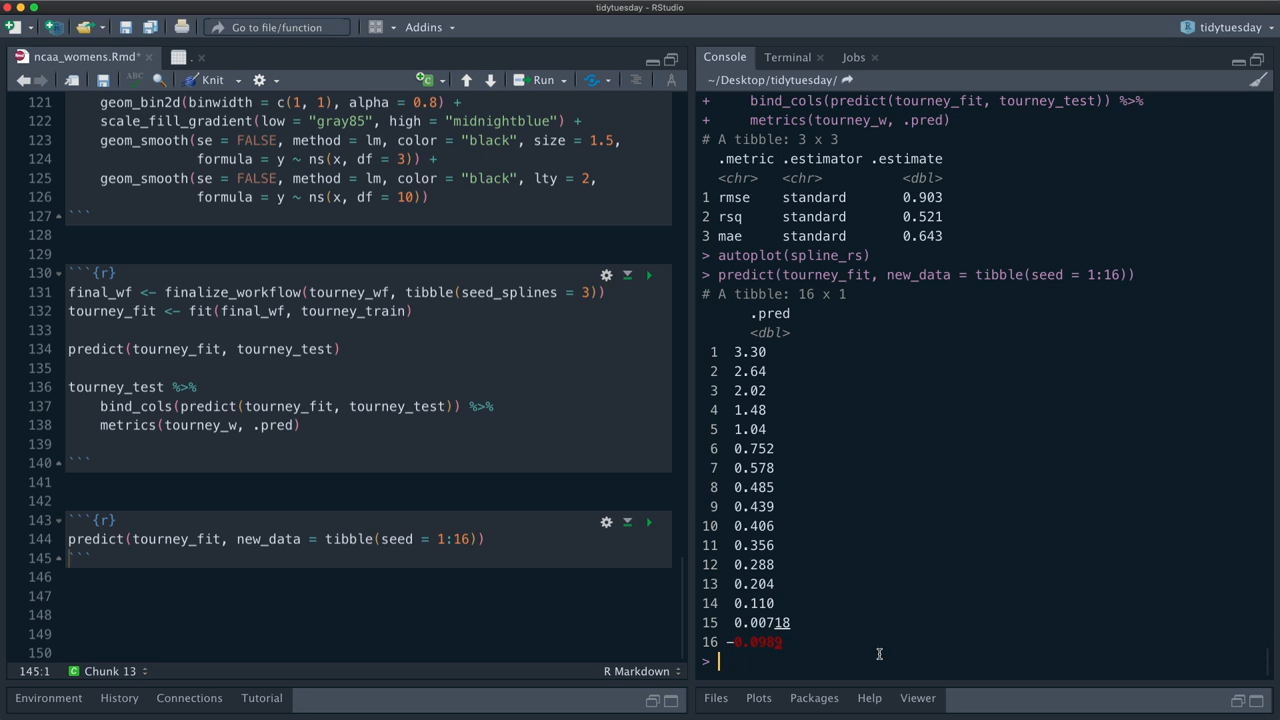 tidytuesday - RStudio
Go to file/function
Addins
tidytuesday
ncaa_womens.Rmd*
.
ABC
Knit
Run
121 geom_bin2d(binwidth = c(1, 1), alpha = 0.8) +
122 scale_fill_gradient(low = "gray85", high = "midnightblue") +
123 geom_smooth(se = FALSE, method = lm, color = "black", size = 1.5,
124 formula = y ~ ns(x, df = 3)) +
125 geom_smooth(se = FALSE, method = lm, color = "black", lty = 2,
126 formula = y ~ ns(x, df = 10))
127 ```
128
129
130 ```{r}
131 final_wf <- finalize_workflow(tourney_wf, tibble(seed_splines = 3))
132 tourney_fit <- fit(final_wf, tourney_train)
133
134 predict(tourney_fit, tourney_test)
135
136 tourney_test %>%
137 bind_cols(predict(tourney_fit, tourney_test)) %>%
138 metrics(tourney_w, .pred)
139
140 ```
141
142
143 ```{r}
144 predict(tourney_fit, new_data = tibble(seed = 1:16))
145 ```
146
147
148
149
150
145:1 Chunk 13 R Markdown
Environment History Connections Tutorial
Console Terminal Jobs
~/Desktop/tidytuesday/
+ bind_cols(predict(tourney_fit, tourney_test)) %>%
+ metrics(tourney_w, .pred)
# A tibble: 3 x 3
.metric .estimator .estimate
<chr> <chr> <dbl>
1 rmse standard 0.903
2 rsq standard 0.521
3 mae standard 0.643
> autoplot(spline_rs)
> predict(tourney_fit, new_data = tibble(seed = 1:16))
# A tibble: 16 x 1
.pred
<dbl>
1 3.30
2 2.64
3 2.02
4 1.48
5 1.04
6 0.752
7 0.578
8 0.485
9 0.439
10 0.406
11 0.356
12 0.288
13 0.204
14 0.110
15 0.00718
16 -0.0989
>
Files Plots Packages Help Viewer